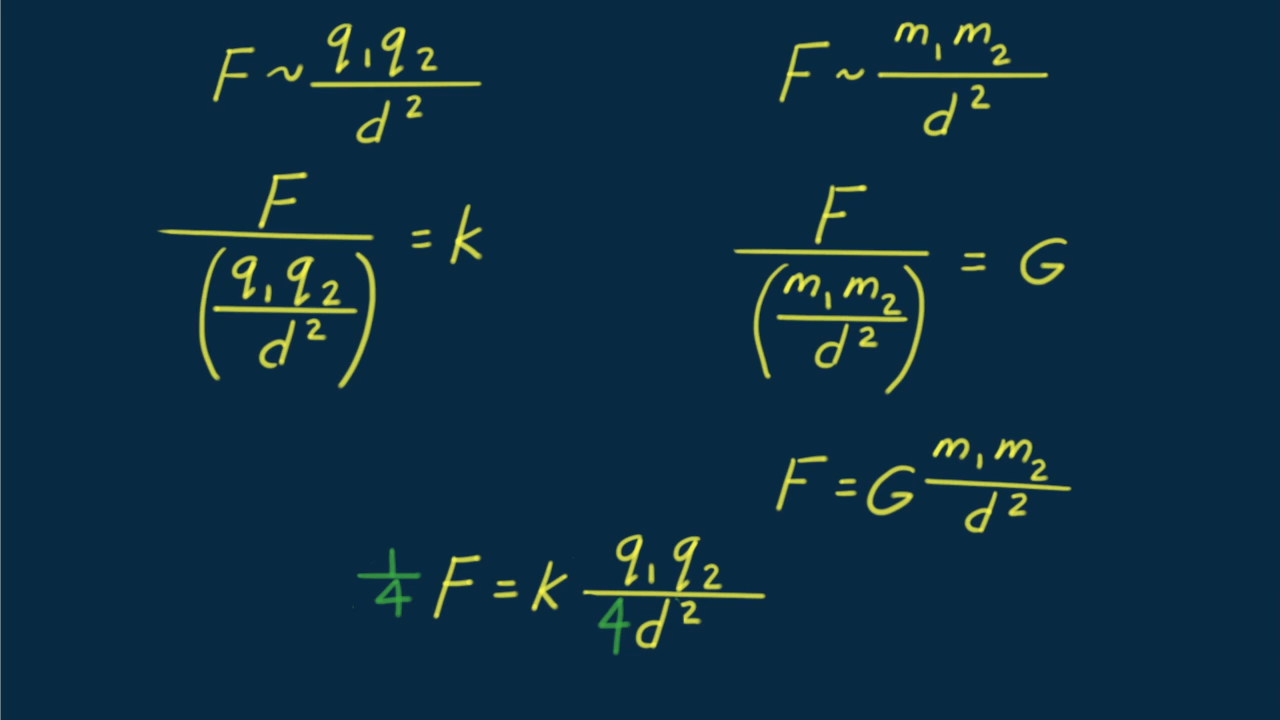 F ~ q₁q₂ / d²
F ~ m₁m₂ / d²
F / (q₁q₂ / d²) = k
F / (m₁m₂ / d²) = G
F = G m₁m₂ / d²
1/4 F = k q₁q₂ / 4d²